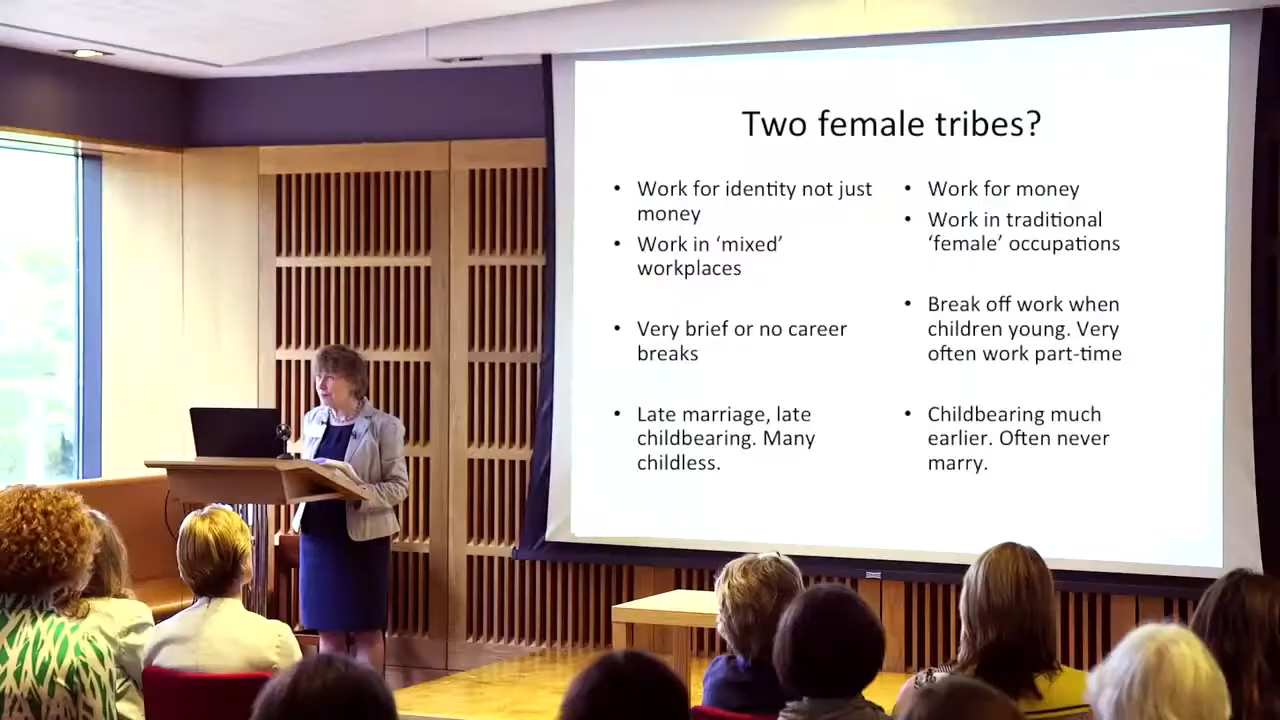 Two female tribes?
• Work for identity not just
money
• Work in ‘mixed’
workplaces
• Very brief or no career
breaks
• Late marriage, late
childbearing. Many
childless.
• Work for money
• Work in traditional
‘female’ occupations
• Break off work when
children young. Very
often work part-time
• Childbearing much
earlier. Often never
marry.